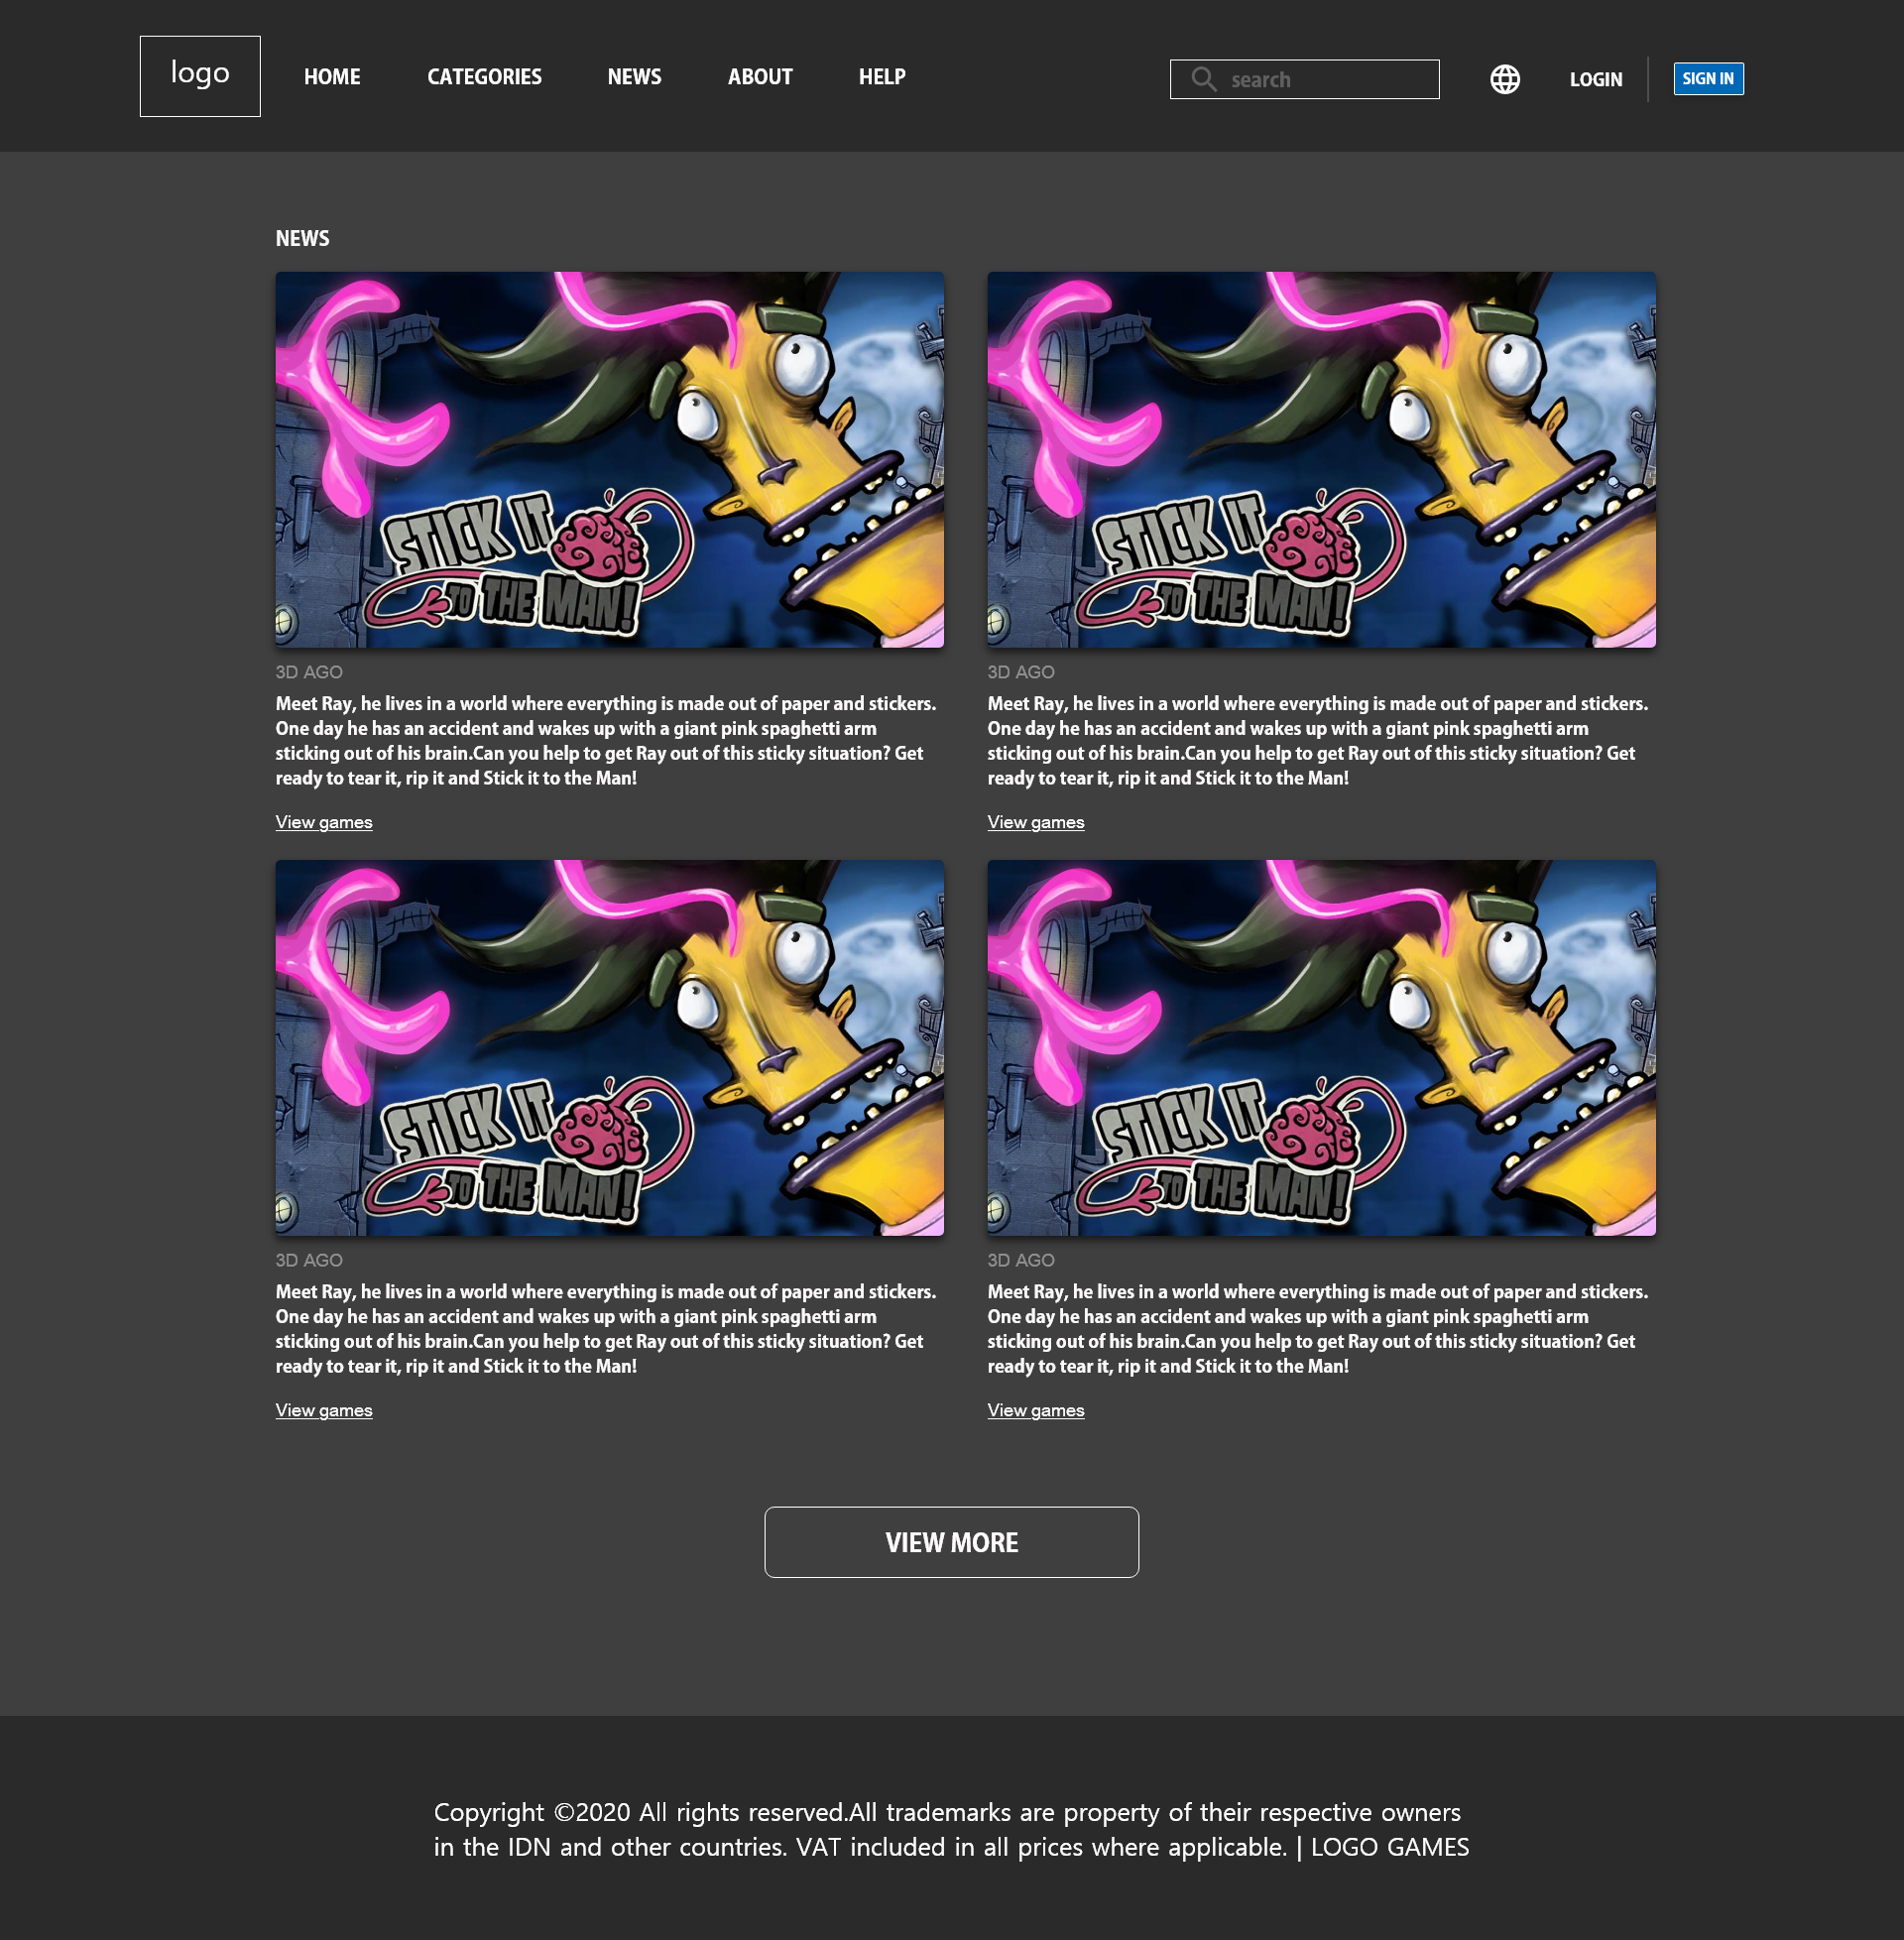 logo
HOME CATEGORIES NEWS ABOUT HELP search LOGIN SIGN IN
NEWS
STICK IT
TO THE MAN!
3D AGO
Meet Ray, he lives in a world where everything is made out of paper and stickers.
One day he has an accident and wakes up with a giant pink spaghetti arm
sticking out of his brain.Can you help to get Ray out of this sticky situation? Get
ready to tear it, rip it and Stick it to the Man!
View games
STICK IT
TO THE MAN!
3D AGO
Meet Ray, he lives in a world where everything is made out of paper and stickers.
One day he has an accident and wakes up with a giant pink spaghetti arm
sticking out of his brain.Can you help to get Ray out of this sticky situation? Get
ready to tear it, rip it and Stick it to the Man!
View games
STICK IT
TO THE MAN!
3D AGO
Meet Ray, he lives in a world where everything is made out of paper and stickers.
One day he has an accident and wakes up with a giant pink spaghetti arm
sticking out of his brain.Can you help to get Ray out of this sticky situation? Get
ready to tear it, rip it and Stick it to the Man!
View games
STICK IT
TO THE MAN!
3D AGO
Meet Ray, he lives in a world where everything is made out of paper and stickers.
One day he has an accident and wakes up with a giant pink spaghetti arm
sticking out of his brain.Can you help to get Ray out of this sticky situation? Get
ready to tear it, rip it and Stick it to the Man!
View games
VIEW MORE
Copyright ©2020 All rights reserved.All trademarks are property of their respective owners
in the IDN and other countries. VAT included in all prices where applicable. | LOGO GAMES